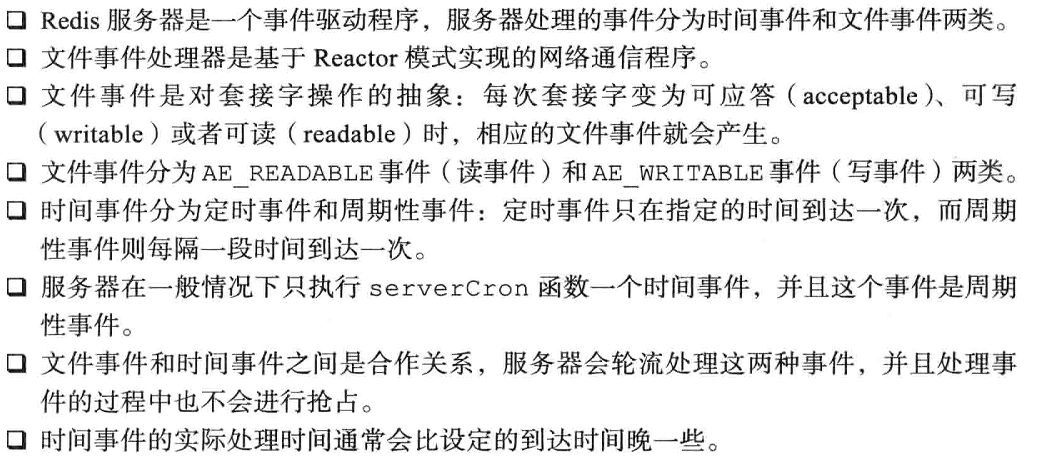 ❑ Redis 服务器是一个事件驱动程序，服务器处理的事件分为时间事件和文件事件两类。
❑ 文件事件处理器是基于 Reactor 模式实现的网络通信程序。
❑ 文件事件是对套接字操作的抽象：每次套接字变为可应答（acceptable）、可写
（writable）或者可读（readable）时，相应的文件事件就会产生。
❑ 文件事件分为 AE_READABLE 事件（读事件）和 AE_WRITABLE 事件（写事件）两类。
❑ 时间事件分为定时事件和周期性事件：定时事件只在指定的时间到达一次，而周期
性事件则每隔一段时间到达一次。
❑ 服务器在一般情况下只执行 serverCron 函数一个时间事件，并且这个事件是周期
性事件。
❑ 文件事件和时间事件之间是合作关系，服务器会轮流处理这两种事件，并且处理事
件的过程中也不会进行抢占。
❑ 时间事件的实际处理时间通常会比设定的到达时间晚一些。